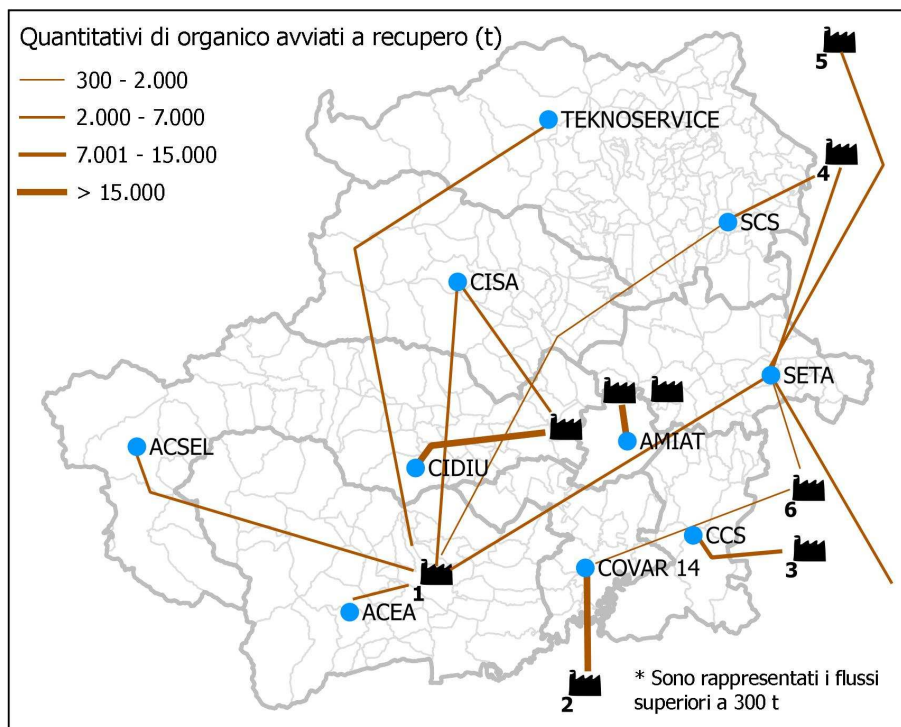 Quantitativi di organico avviati a recupero (t)
300 - 2.000
2.000 - 7.000
7.001 - 15.000
> 15.000
5
TEKNOSERVICE
4
SCS
CISA
SETA
ACSEL
CIDIU
AMIAT
6
CCS
3
COVAR 14
1
ACEA
2
* Sono rappresentati i flussi
superiori a 300 t